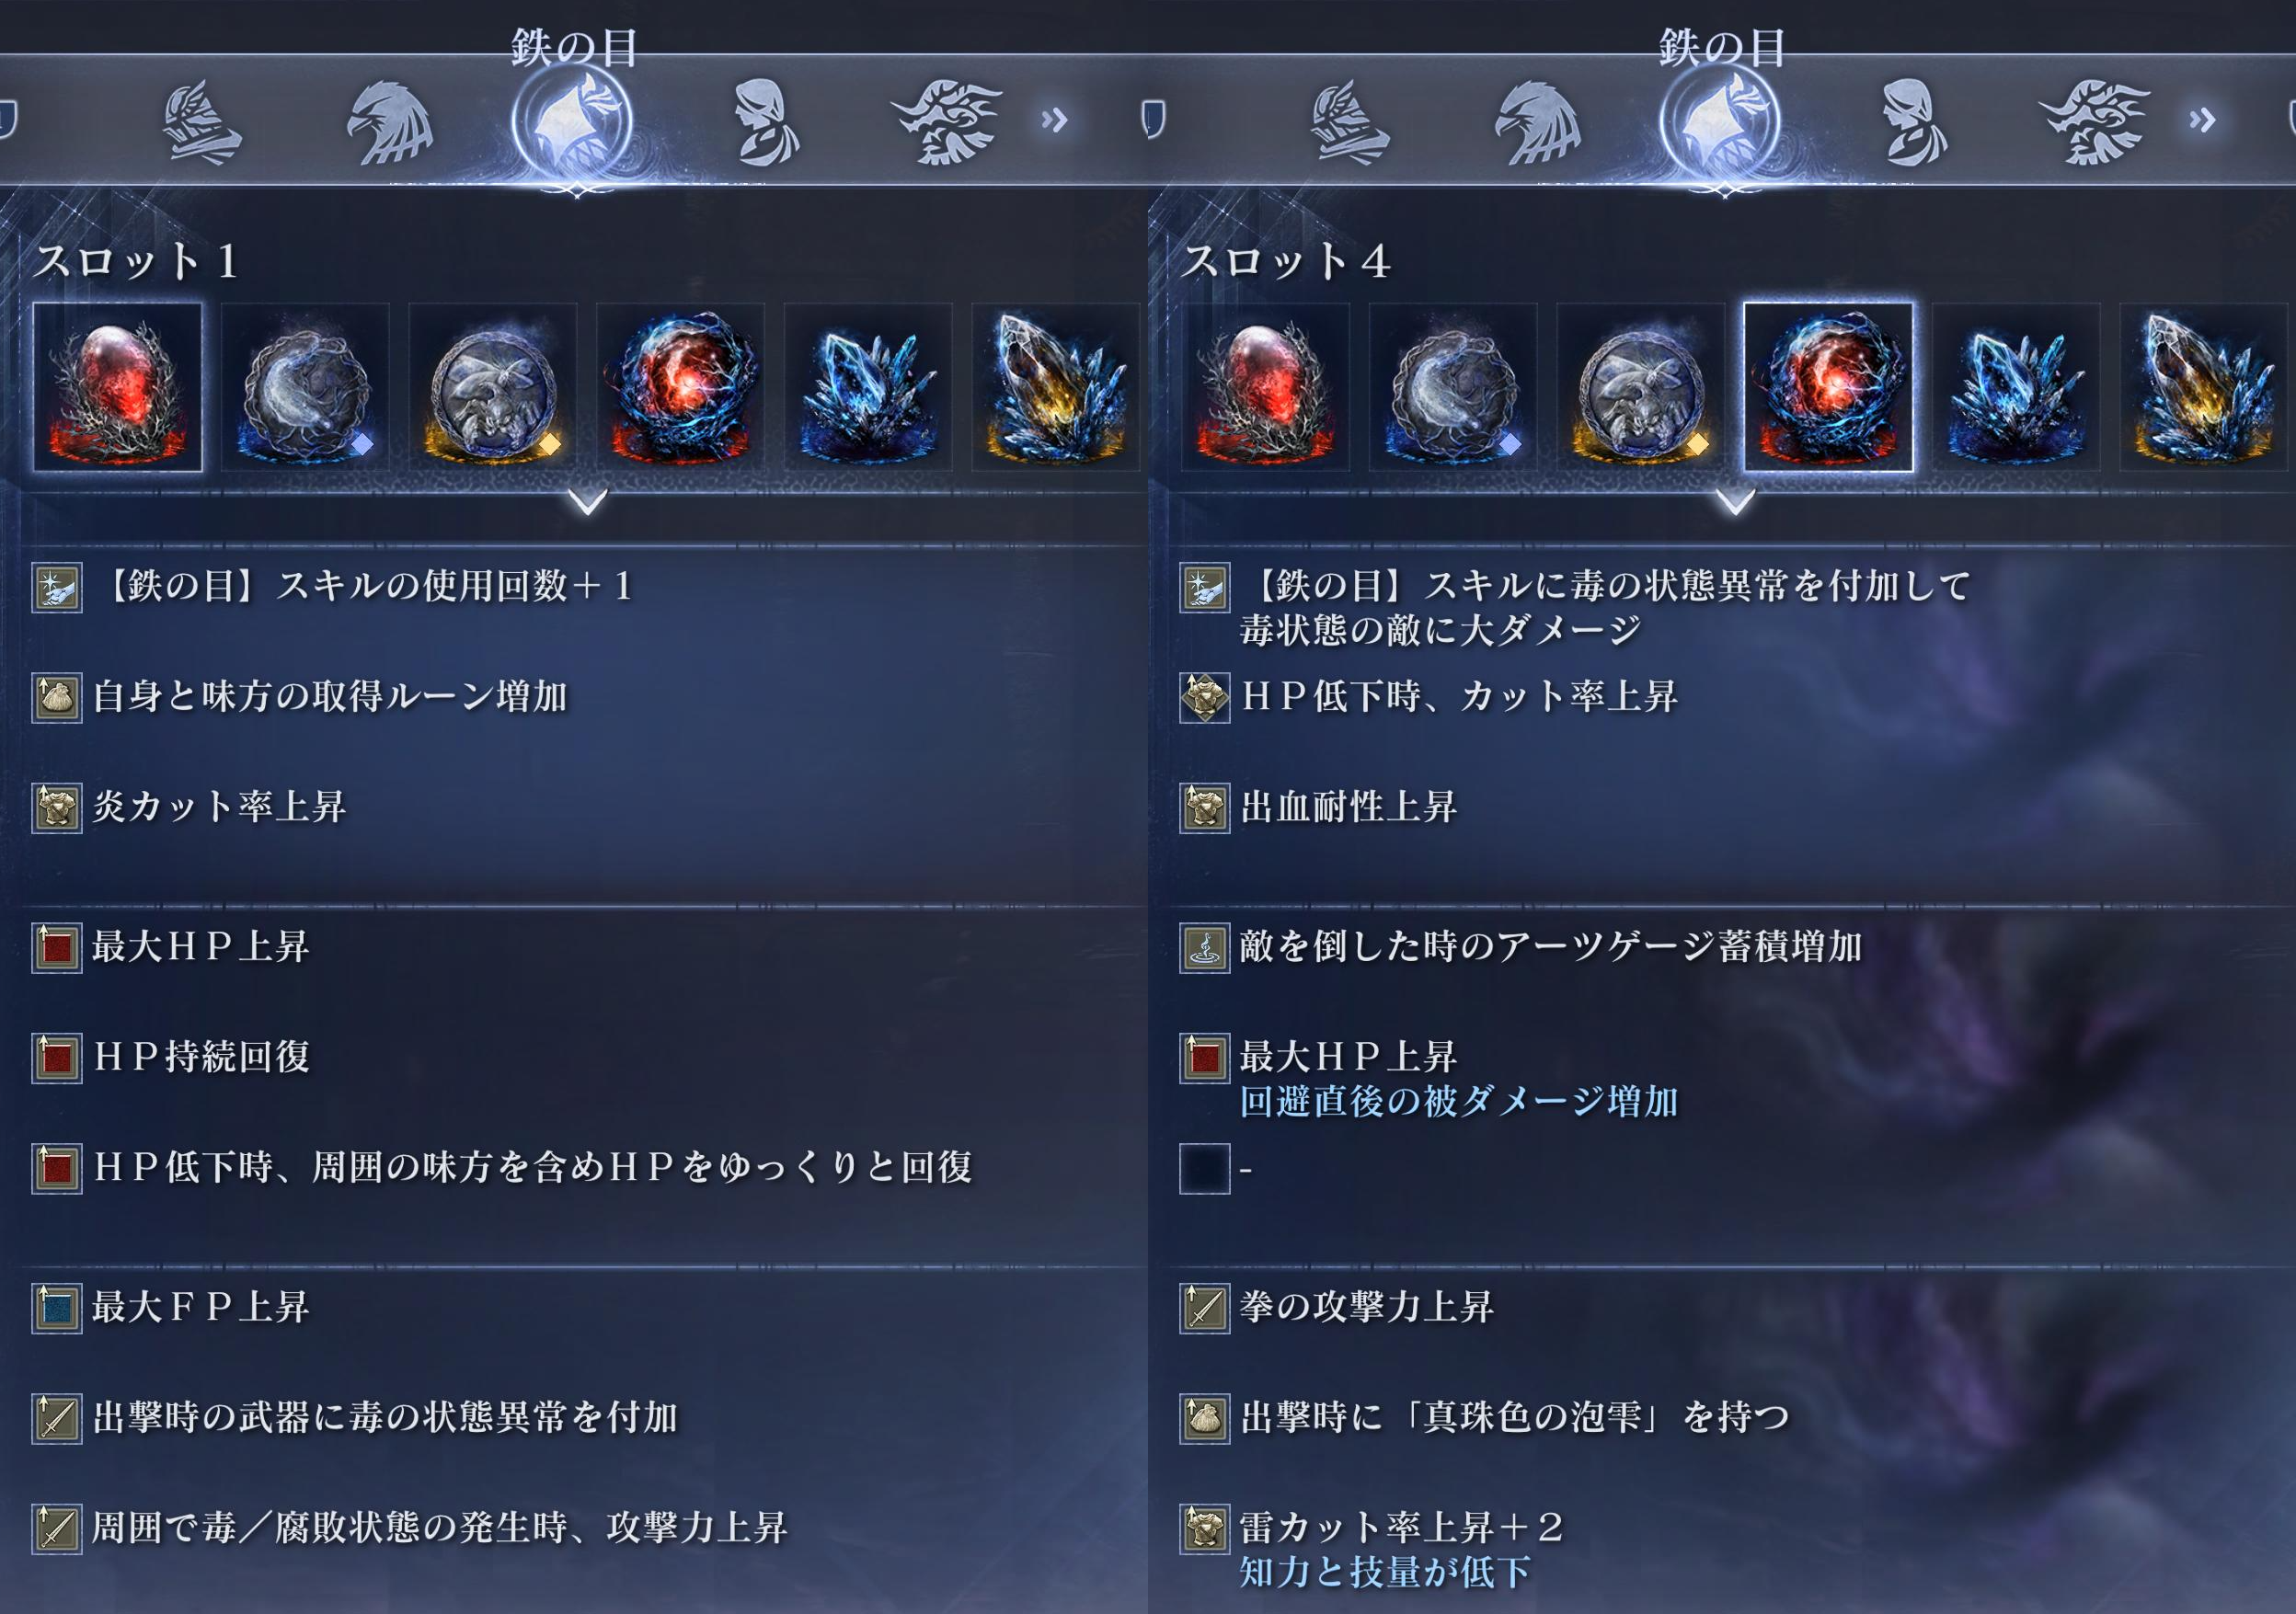 鉄の目
スロット1
【鉄の目】スキルの使用回数＋1
自身と味方の取得ルーン増加
炎カット率上昇
最大ＨＰ上昇
ＨＰ持続回復
ＨＰ低下時、周囲の味方を含めＨＰをゆっくりと回復
最大ＦＰ上昇
出撃時の武器に毒の状態異常を付加
周囲で毒／腐敗状態の発生時、攻撃力上昇
鉄の目
スロット4
【鉄の目】スキルに毒の状態異常を付加して
毒状態の敵に大ダメージ
ＨＰ低下時、カット率上昇
出血耐性上昇
敵を倒した時のアーツゲージ蓄積増加
最大ＨＰ上昇
回避直後の被ダメージ増加
-
拳の攻撃力上昇
出撃時に「真珠色の泡雫」を持つ
雷カット率上昇＋2
知力と技量が低下